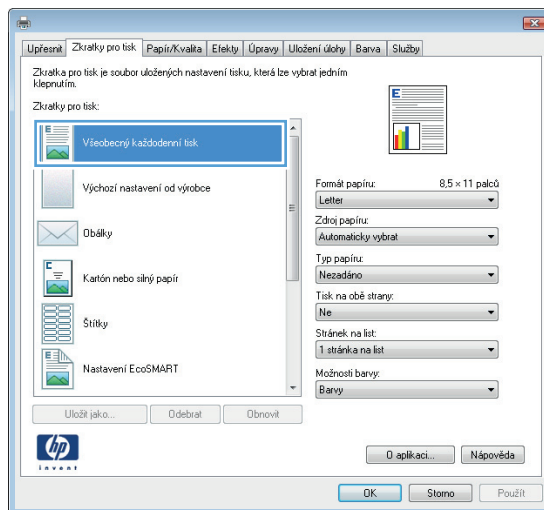 Upřesnit Zkratky pro tisk Papír/Kvalita Efekty Úpravy Uložení úlohy Barva Služby
Zkratka pro tisk je soubor uložených nastavení tisku, která lze vybrat jedním
klepnutím.
Zkratky pro tisk:
Všeobecný každodenní tisk
Výchozí nastavení od výrobce
Obálky
Kartón nebo silný papír
Štítky
Nastavení EcoSMART
Uložit jako... Odebrat Obnovit
Formát papíru: 8,5 × 11 palců
Letter
Zdroj papíru:
Automaticky vybrat
Typ papíru:
Nezadáno
Tisk na obě strany:
Ne
Stránek na list:
1 stránka na list
Možnosti barvy:
Barvy
hp
invent
O aplikaci... Nápověda
OK Storno Použít